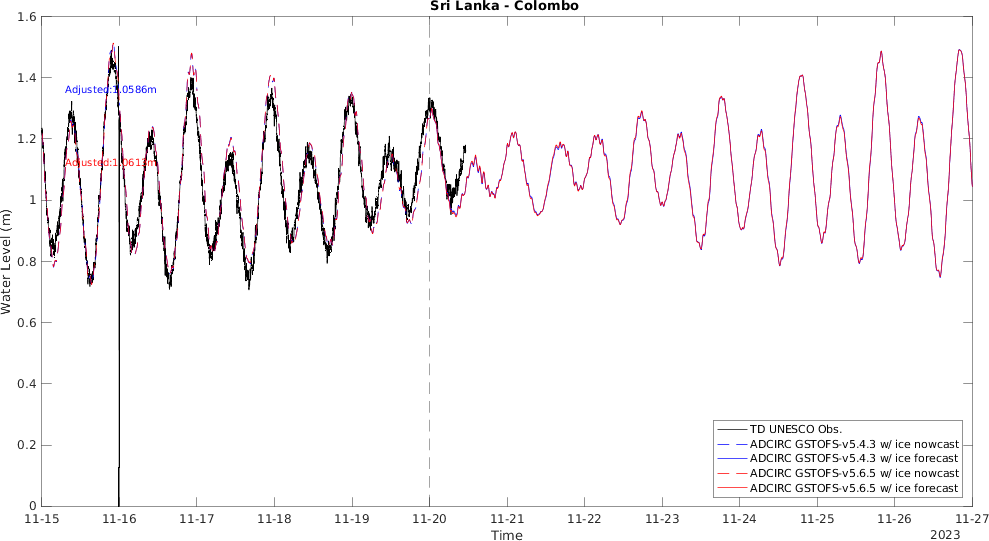 Sri Lanka - Colombo
1.6
1.4
1.2
1
0.8
0.6
0.4
0.2
0
Water Level (m)
Adjusted:1.0586m
Adjusted:1.0613m
TD UNESCO Obs.
ADCIRC GSTOFS-v5.4.3 w/ ice nowcast
ADCIRC GSTOFS-v5.4.3 w/ ice forecast
ADCIRC GSTOFS-v5.6.5 w/ ice nowcast
ADCIRC GSTOFS-v5.6.5 w/ ice forecast
11-15 11-16 11-17 11-18 11-19 11-20 11-21 11-22 11-23 11-24 11-25 11-26 11-27
Time
2023